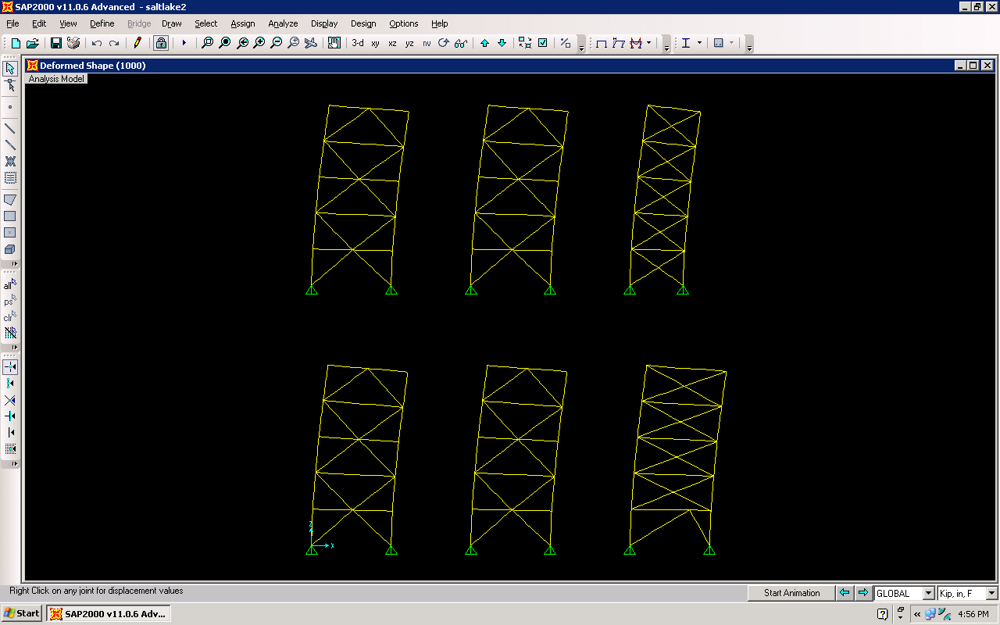 SAP2000 v11.0.6 Advanced - saltlake2
File Edit View Define Bridge Draw Select Assign Analyze Display Design Options Help
3-d xy xz yz nv
Deformed Shape (1000)
Analysis Model
all
ps
clr
Z
X
Right Click on any joint for displacement values
Start Animation GLOBAL Kip, in, F
Start SAP2000 v11.0.6 Adv... ? « 4:56 PM